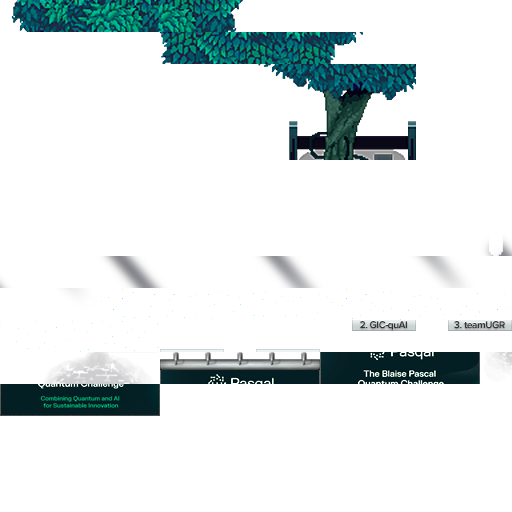 2. GIC-quAI
3. teamUGR
Pasqal
The Blaise Pascal
Quantum Challenge
Pasqal
Quantum Challenge
Combining Quantum and AI
for Sustainable Innovation